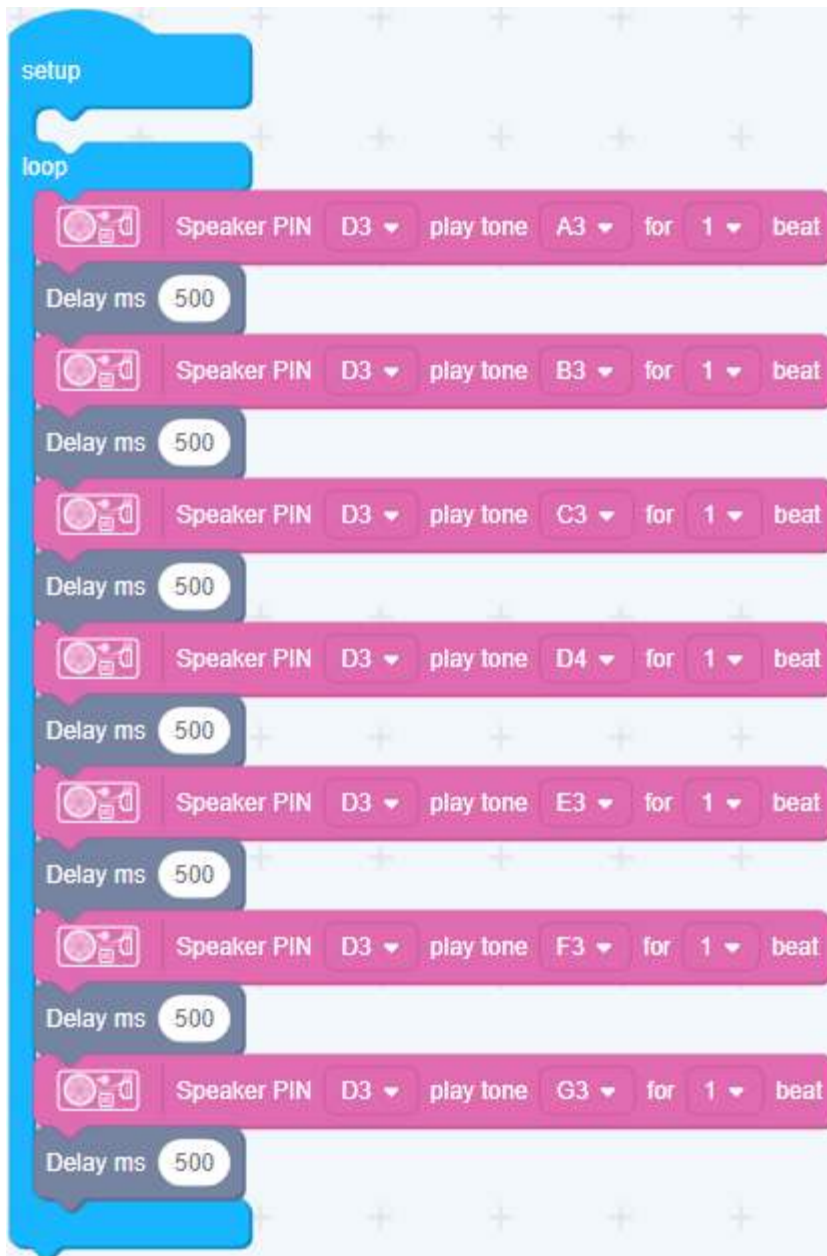 setup
loop
Speaker PIN D3 play tone A3 for 1 beat
Delay ms 500
Speaker PIN D3 play tone B3 for 1 beat
Delay ms 500
Speaker PIN D3 play tone C3 for 1 beat
Delay ms 500
Speaker PIN D3 play tone D4 for 1 beat
Delay ms 500
Speaker PIN D3 play tone E3 for 1 beat
Delay ms 500
Speaker PIN D3 play tone F3 for 1 beat
Delay ms 500
Speaker PIN D3 play tone G3 for 1 beat
Delay ms 500